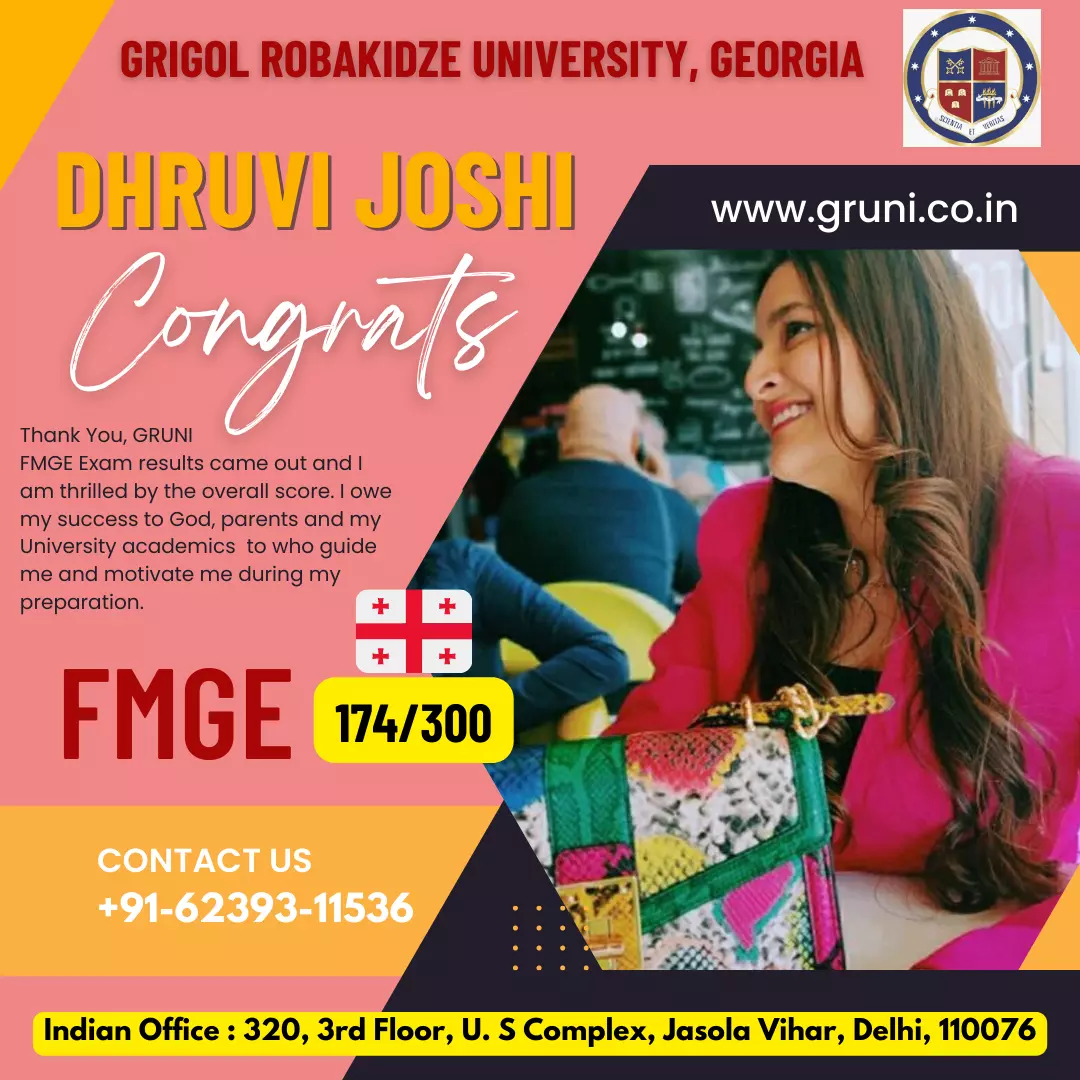 GRIGOL ROBAKIDZE UNIVERSITY, GEORGIA
SCIENTIA ET VERITAS
DHRUVI JOSHI
www.gruni.co.in
Congrats
Thank You, GRUNI
FMGE Exam results came out and I
am thrilled by the overall score. I owe
my success to God, parents and my
University academics to who guide
me and motivate me during my
preparation.
FMGE
174/300
CONTACT US
+91-62393-11536
Indian Office : 320, 3rd Floor, U. S Complex, Jasola Vihar, Delhi, 110076